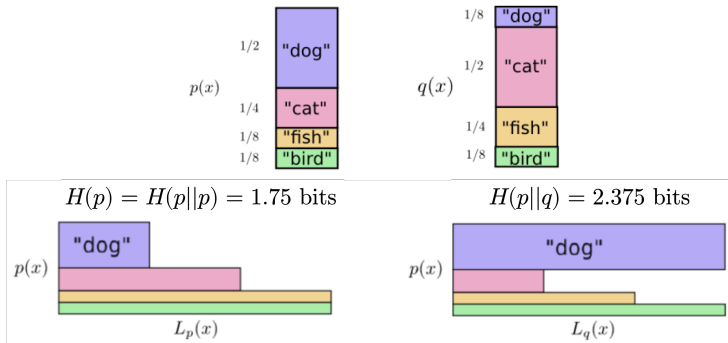 1/2
"dog"
p(x)
1/4
"cat"
1/8
"fish"
1/8
"bird"
1/8
"dog"
1/2
"cat"
q(x)
1/4
"fish"
1/8
"bird"
H(p) = H(p||p) = 1.75 bits
H(p||q) = 2.375 bits
"dog"
p(x)
L_p(x)
"dog"
p(x)
L_q(x)